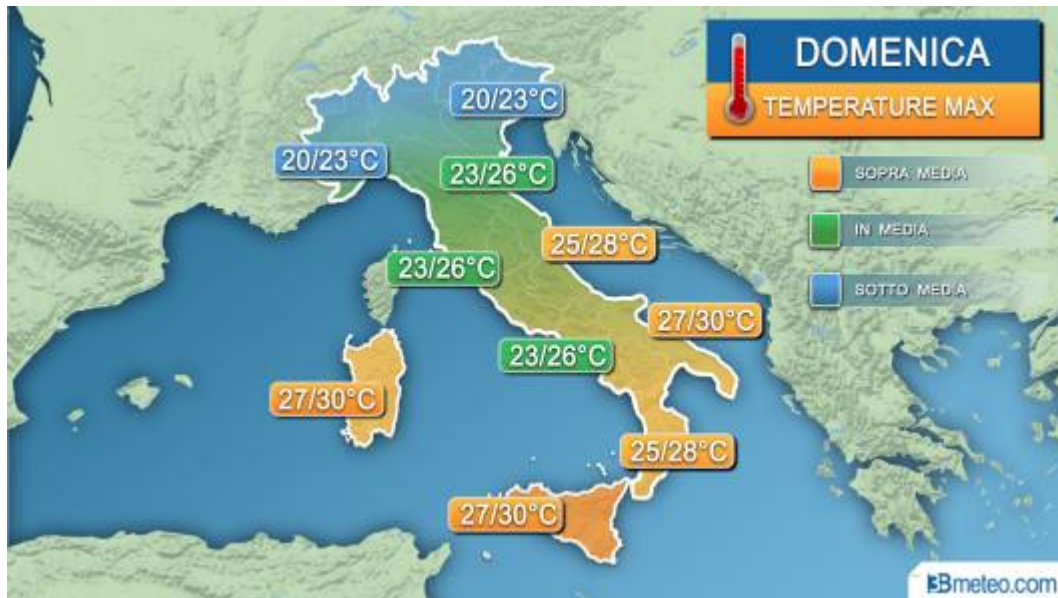 DOMENICA
TEMPERATURE MAX
20/23°C
20/23°C
23/26°C
SOPRA MEDIA
IN MEDIA
25/28°C
23/26°C
SOTTO MEDIA
27/30°C
23/26°C
27/30°C
25/28°C
27/30°C
3Bmeteo.com